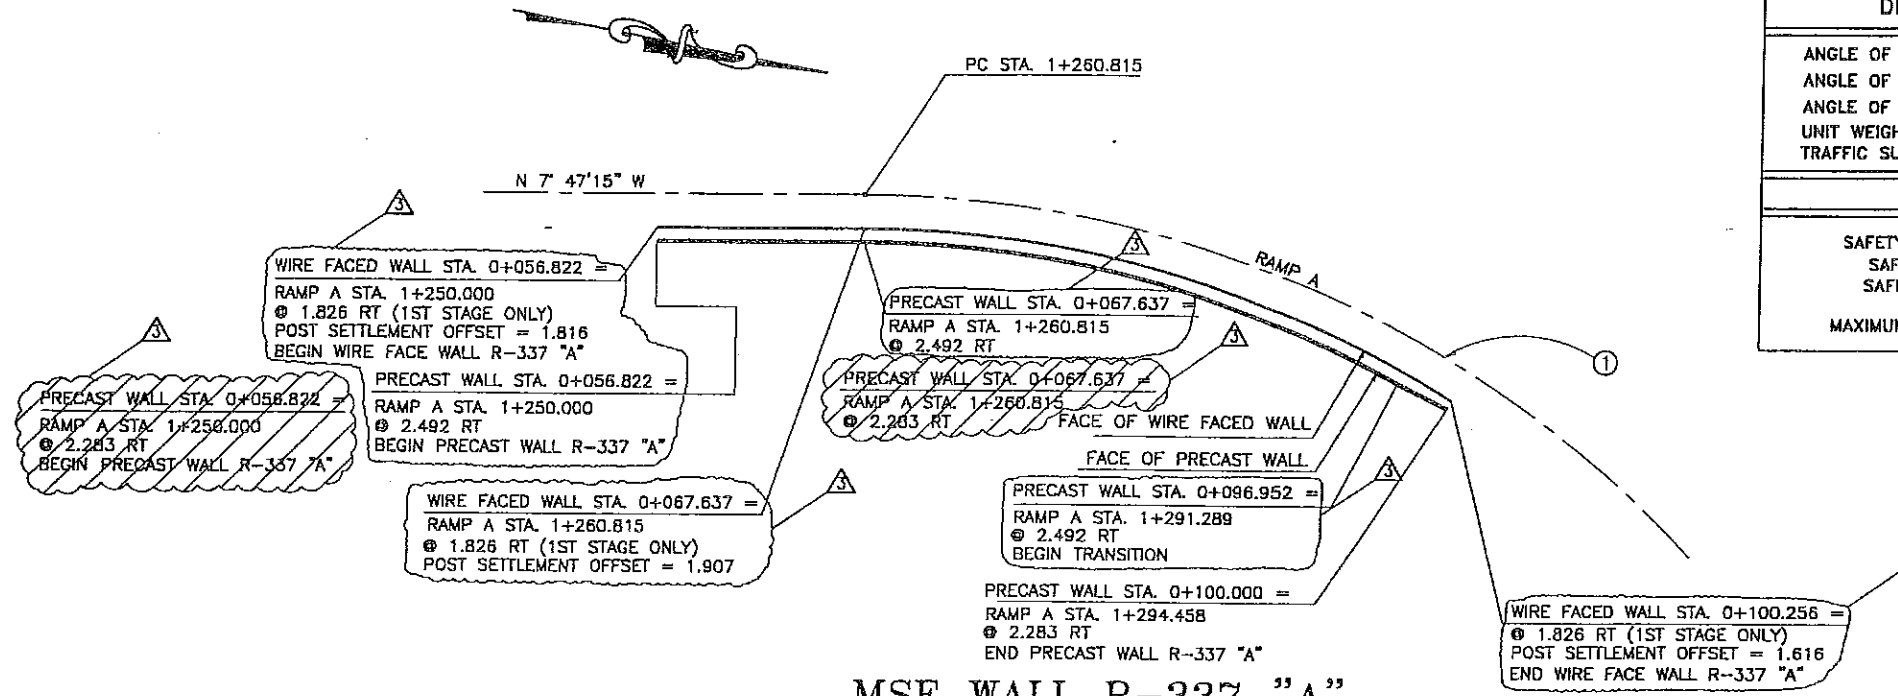 PC STA. 1+260.815
N 7° 47'15" W
3
WIRE FACED WALL STA. 0+056.822 =
RAMP A STA. 1+250.000
@ 1.826 RT (1ST STAGE ONLY)
POST SETTLEMENT OFFSET = 1.816
BEGIN WIRE FACE WALL R-337 "A"
3
PRECAST WALL STA. 0+056.822 =
RAMP A STA. 1+250.000
@ 2.283 RT
BEGIN PRECAST WALL R-337 "A"
PRECAST WALL STA. 0+056.822 =
RAMP A STA. 1+250.000
@ 2.492 RT
BEGIN PRECAST WALL R-337 "A"
3
RAMP A
PRECAST WALL STA. 0+067.637 =
RAMP A STA. 1+260.815
@ 2.492 RT
3
PRECAST WALL STA. 0+067.637 =
RAMP A STA. 1+260.815
@ 2.283 RT
FACE OF WIRE FACED WALL
FACE OF PRECAST WALL
1
WIRE FACED WALL STA. 0+067.637 =
RAMP A STA. 1+260.815
@ 1.826 RT (1ST STAGE ONLY)
POST SETTLEMENT OFFSET = 1.907
3
3
PRECAST WALL STA. 0+096.952 =
RAMP A STA. 1+291.289
@ 2.492 RT
BEGIN TRANSITION
PRECAST WALL STA. 0+100.000 =
RAMP A STA. 1+294.458
@ 2.283 RT
END PRECAST WALL R-337 "A"
WIRE FACED WALL STA. 0+100.256 =
@ 1.826 RT (1ST STAGE ONLY)
POST SETTLEMENT OFFSET = 1.616
END WIRE FACE WALL R-337 "A"
MSE WALL R-337 "A"
ANGLE OF
ANGLE OF
ANGLE OF
UNIT WEIGH
TRAFFIC SU
SAFETY
SAF
SAFE
MAXIMUM